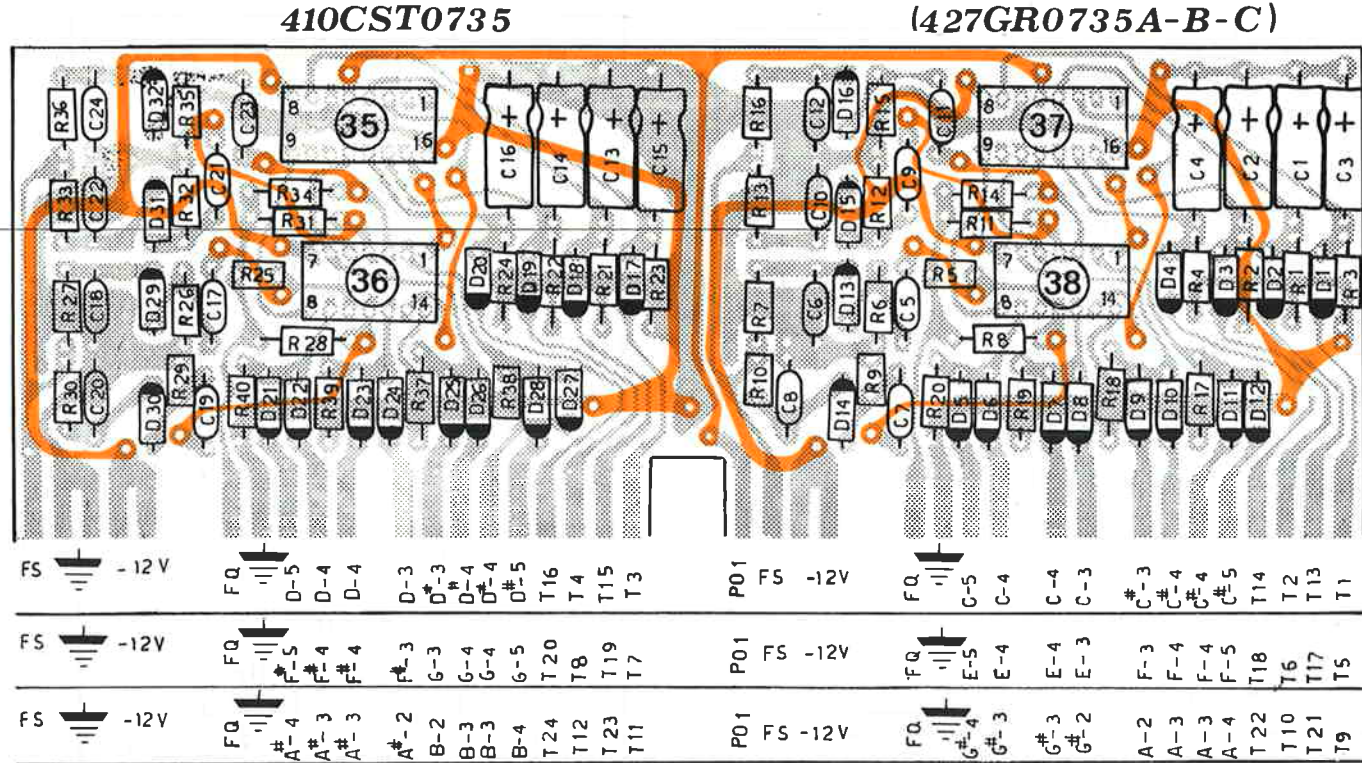 410CST0735 (427GR0735A-B-C)
R36 C24 D32 R35 C23 8 1 9 16 35 C16 + C14 + C13 + C15 + R16 C12 D16 R15 C11 8 1 9 16 37 C4 + C2 + C1 + C3 +
R33 C22 D31 R32 C21 R34 R31 R13 C10 D15 R12 C9 R14 R11
R27 C18 D29 R26 C17 R25 7 1 8 14 36 D20 R24 D19 R22 D18 R21 D17 R23 R7 C6 D13 R6 C5 R5 7 1 8 14 38 D4 R4 D3 R2 D2 R1 D1 R3
R28 R8
R30 C20 D30 R29 C19 R40 D21 D22 R39 D23 D24 R37 D25 D26 R38 D28 D27 R10 C8 D14 R9 C7 R20 D5 D6 R19 D7 D8 R18 D9 D10 R17 D11 D12
FS -12V FQ D-5 D-4 D-4 D-3 D#-3 D#-4 D#-4 D#-5 T16 T4 T15 T3 P01 FS -12V FQ C-5 C-4 C-4 C-3 C#-3 C#-4 C#-4 C#-5 T14 T2 T13 T1
FS -12V FQ F#-5 F#-4 F#-4 F#-3 G-3 G-4 G-4 G-5 T20 T8 T19 T7 P01 FS -12V FQ E-5 E-4 E-4 E-3 F-3 F-4 F-4 F-5 T18 T6 T17 T5
FS -12V FQ A#-4 A#-3 A#-3 A#-2 B-2 B-3 B-3 B-4 T24 T12 T23 T11 P01 FS -12V FQ G#-4 G#-3 G#-3 G#-2 A-2 A-3 A-3 A-4 T22 T10 T21 T9